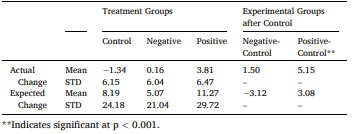 Treatment Groups Experimental Groups after Control
Control Negative Positive Negative-Control Positive-Control**
Actual Mean −1.34 0.16 3.81 1.50 5.15
Change STD 6.15 6.04 6.47 – –
Expected Mean 8.19 5.07 11.27 −3.12 3.08
Change STD 24.18 21.04 29.72 – –
**Indicates significant at p < 0.001.